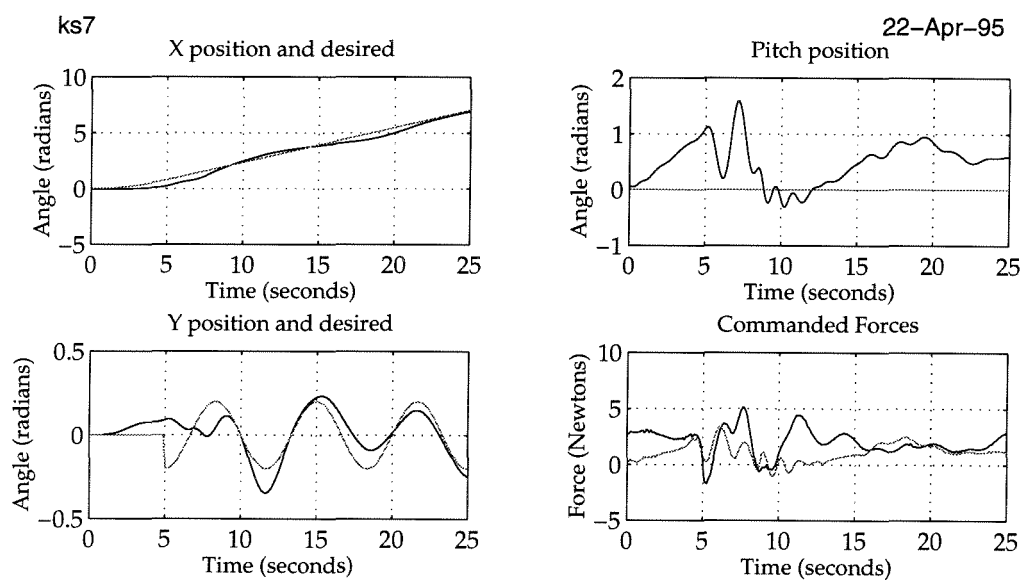 ks7
22–Apr–95
X position and desired
Angle (radians)
10
5
0
−5
0 5 10 15 20 25
Time (seconds)
Pitch position
Angle (radians)
2
1
0
−1
0 5 10 15 20 25
Time (seconds)
Y position and desired
Angle (radians)
0.5
0
−0.5
0 5 10 15 20 25
Time (seconds)
Commanded Forces
Force (Newtons)
10
5
0
−5
0 5 10 15 20 25
Time (seconds)